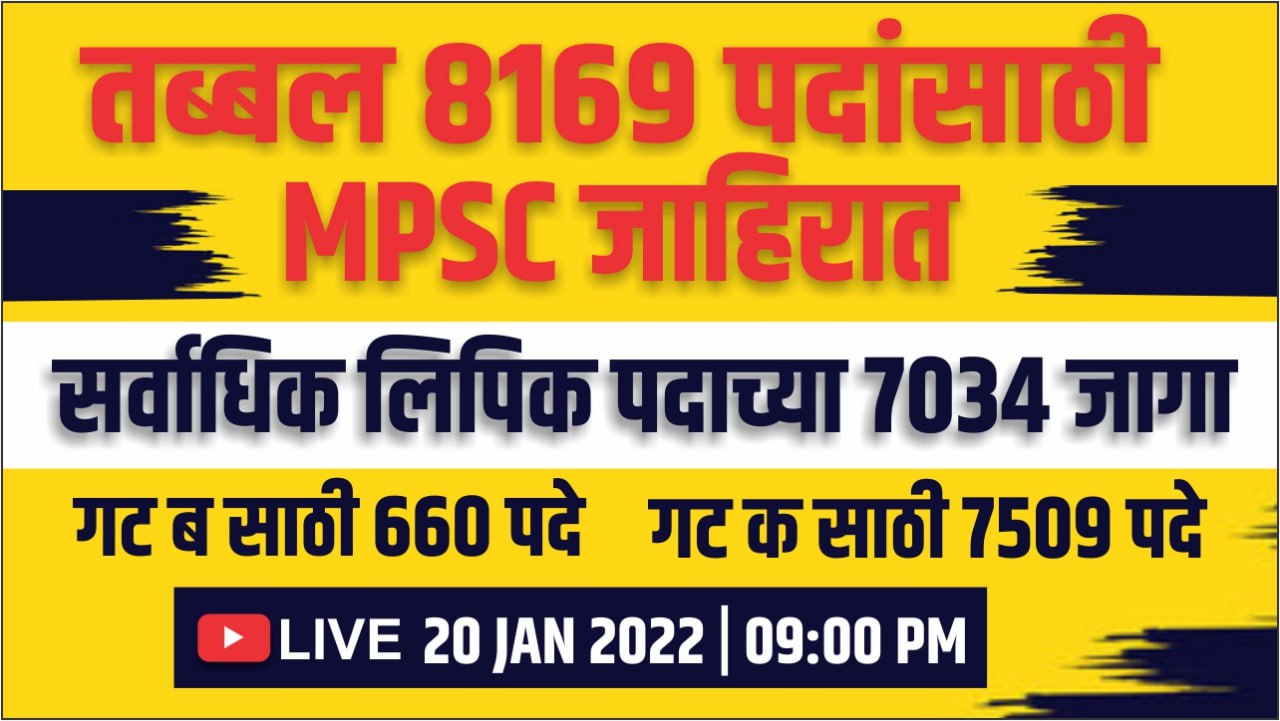 तब्बल 8169 पदांसाठी
MPSC जाहिरात
सर्वाधिक लिपिक पदाच्या 7034 जागा
गट ब साठी 660 पदे गट क साठी 7509 पदे
LIVE 20 JAN 2022 | 09:00 PM